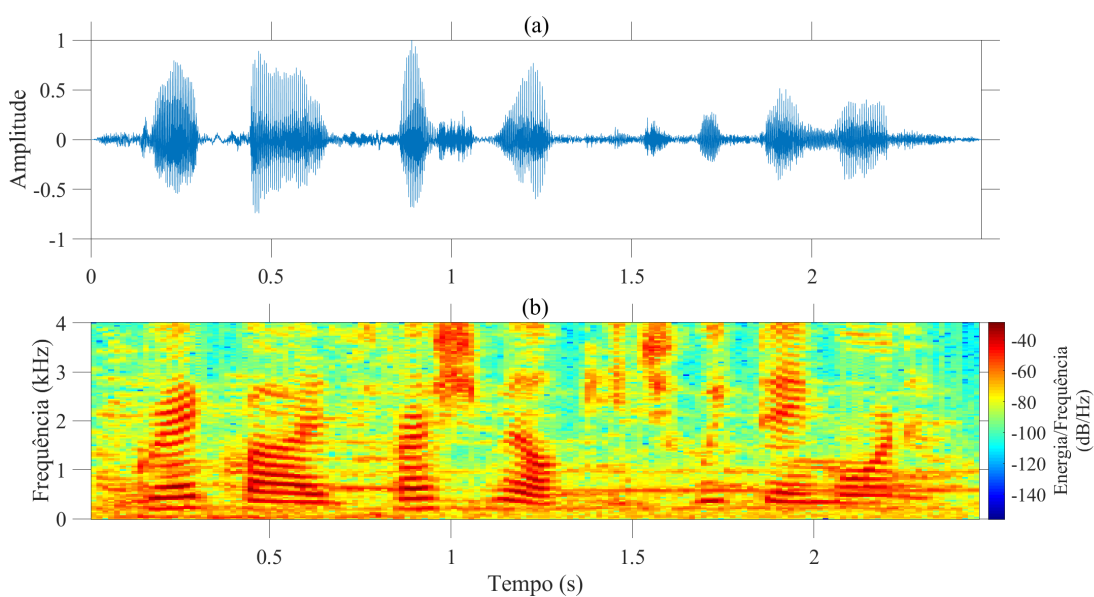 (a)
1
0.5
0
-0.5
-1
Amplitude
0 0.5 1 1.5 2
(b)
4
3
2
1
0
Frequência (kHz)
0.5 1 1.5 2
Tempo (s)
-40
-60
-80
-100
-120
-140
Energia/Frequência
(dB/Hz)